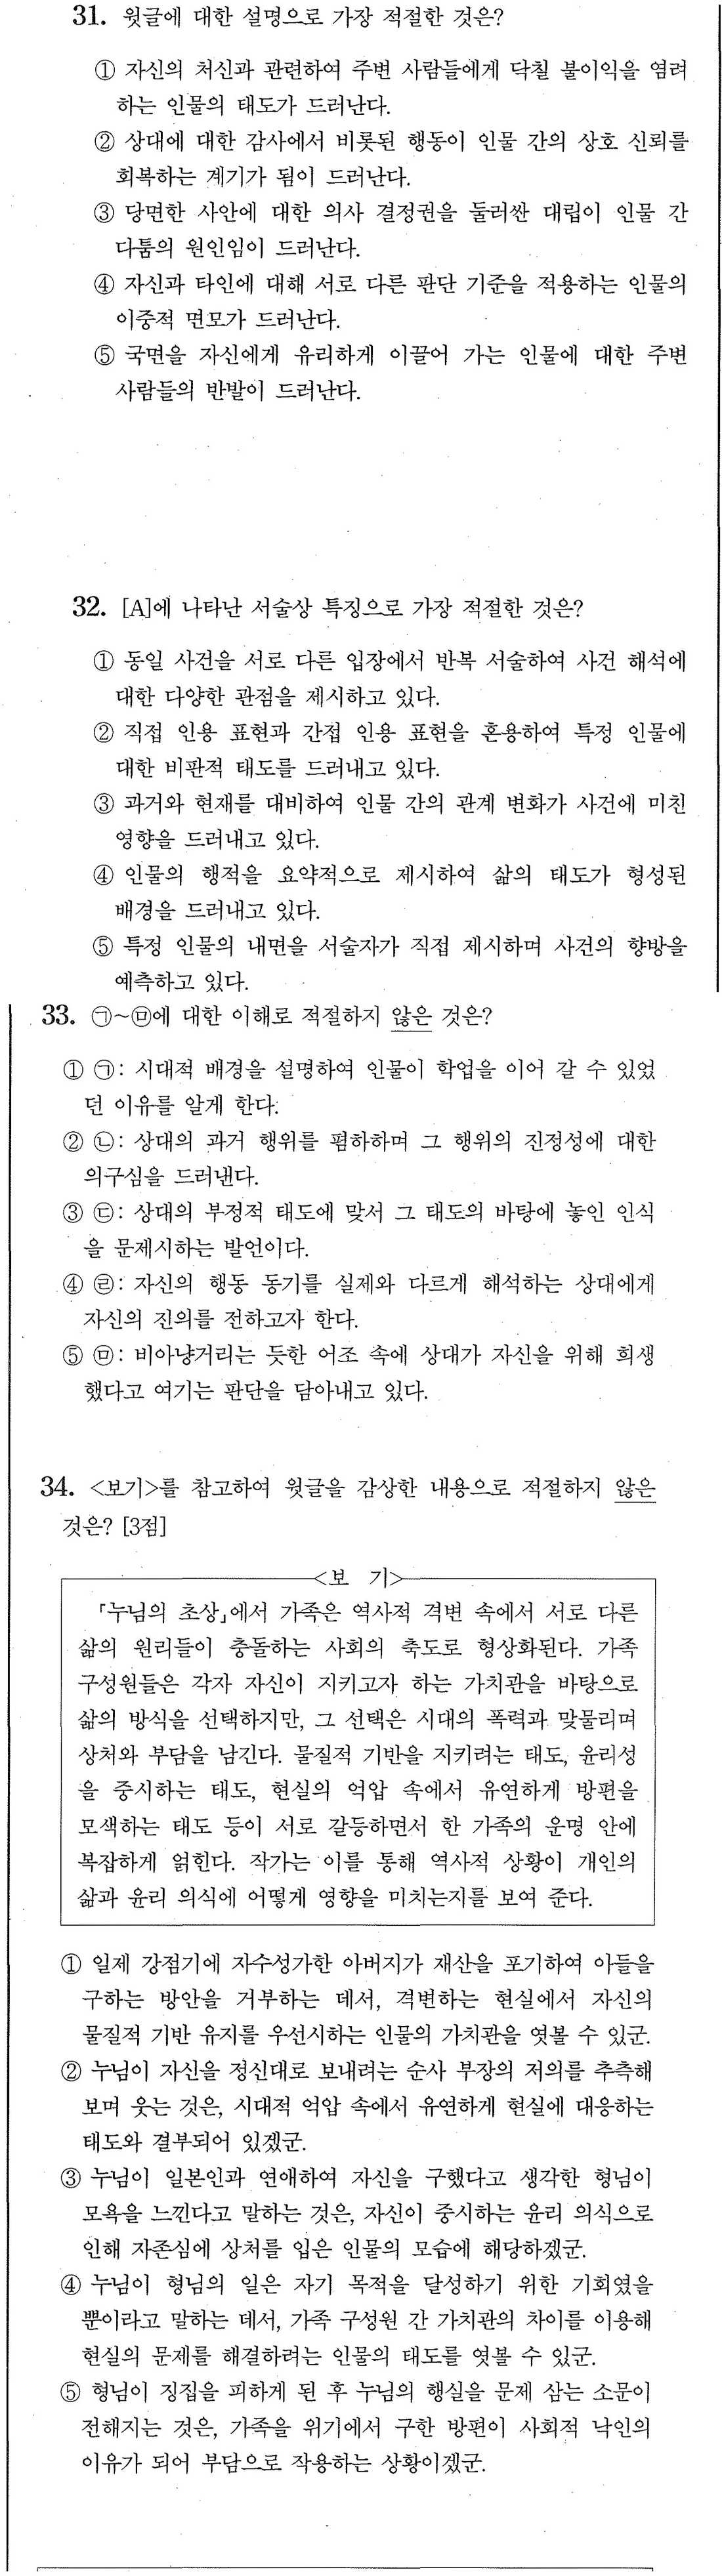 31. 윗글에 대한 설명으로 가장 적절한 것은?
① 자신의 처신과 관련하여 주변 사람들에게 닥칠 불이익을 염려
하는 인물의 태도가 드러난다.
② 상대에 대한 감사에서 비롯된 행동이 인물 간의 상호 신뢰를
회복하는 계기가 됨이 드러난다.
③ 당면한 사안에 대한 의사 결정권을 둘러싼 대립이 인물 간
다툼의 원인임이 드러난다.
④ 자신과 타인에 대해 서로 다른 판단 기준을 적용하는 인물의
이중적 면모가 드러난다.
⑤ 국면을 자신에게 유리하게 이끌어 가는 인물에 대한 주변
사람들의 반발이 드러난다.
32. [A]에 나타난 서술상 특징으로 가장 적절한 것은?
① 동일 사건을 서로 다른 입장에서 반복 서술하여 사건 해석에
대한 다양한 관점을 제시하고 있다.
② 직접 인용 표현과 간접 인용 표현을 혼용하여 특정 인물에
대한 비판적 태도를 드러내고 있다.
③ 과거와 현재를 대비하여 인물 간의 관계 변화가 사건에 미친
영향을 드러내고 있다.
④ 인물의 행적을 요약적으로 제시하여 삶의 태도가 형성된
배경을 드러내고 있다.
⑤ 특정 인물의 내면을 서술자가 직접 제시하며 사건의 향방을
예측하고 있다.
33. ㉠~㉤에 대한 이해로 적절하지 않은 것은?
① ㉠: 시대적 배경을 설명하여 인물이 학업을 이어 갈 수 있었
던 이유를 알게 한다.
② ㉡: 상대의 과거 행위를 폄하하며 그 행위의 진정성에 대한
의구심을 드러낸다.
③ ㉢: 상대의 부정적 태도에 맞서 그 태도의 바탕에 놓인 인식
을 문제시하는 발언이다.
④ ㉣: 자신의 행동 동기를 실제와 다르게 해석하는 상대에게
자신의 진의를 전하고자 한다.
⑤ ㉤: 비아냥거리는 듯한 어조 속에 상대가 자신을 위해 희생
했다고 여기는 판단을 담아내고 있다.
34. <보기>를 참고하여 윗글을 감상한 내용으로 적절하지 않은
것은? [3점]
<보 기>
「누님의 초상」에서 가족은 역사적 격변 속에서 서로 다른
삶의 원리들이 충돌하는 사회의 축도로 형상화된다. 가족
구성원들은 각자 자신이 지키고자 하는 가치관을 바탕으로
삶의 방식을 선택하지만, 그 선택은 시대의 폭력과 맞물리며
상처와 부담을 남긴다. 물질적 기반을 지키려는 태도, 윤리성
을 중시하는 태도, 현실의 억압 속에서 유연하게 방편을
모색하는 태도 등이 서로 갈등하면서 한 가족의 운명 안에
복잡하게 얽힌다. 작가는 이를 통해 역사적 상황이 개인의
삶과 윤리 의식에 어떻게 영향을 미치는지를 보여 준다.
① 일제 강점기에 자수성가한 아버지가 재산을 포기하여 아들을
구하는 방안을 거부하는 데서, 격변하는 현실에서 자신의
물질적 기반 유지를 우선시하는 인물의 가치관을 엿볼 수 있군.
② 누님이 자신을 정신대로 보내려는 순사 부장의 저의를 추측해
보며 웃는 것은, 시대적 억압 속에서 유연하게 현실에 대응하는
태도와 결부되어 있겠군.
③ 누님이 일본인과 연애하여 자신을 구했다고 생각한 형님이
모욕을 느낀다고 말하는 것은, 자신이 중시하는 윤리 의식으로
인해 자존심에 상처를 입은 인물의 모습에 해당하겠군.
④ 누님이 형님의 일은 자기 목적을 달성하기 위한 기회였을
뿐이라고 말하는 데서, 가족 구성원 간 가치관의 차이를 이용해
현실의 문제를 해결하려는 인물의 태도를 엿볼 수 있군.
⑤ 형님이 징집을 피하게 된 후 누님의 행실을 문제 삼는 소문이
전해지는 것은, 가족을 위기에서 구한 방편이 사회적 낙인의
이유가 되어 부담으로 작용하는 상황이겠군.